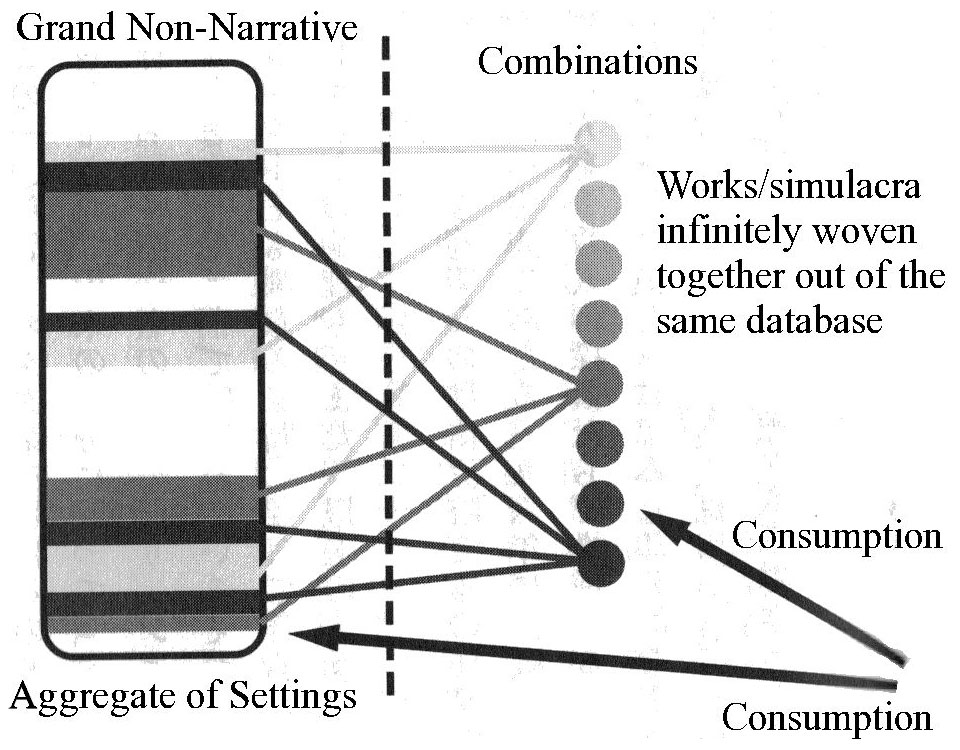 Grand Non-Narrative
Combinations
Works/simulacra
infinitely woven
together out of the
same database
Consumption
Aggregate of Settings
Consumption